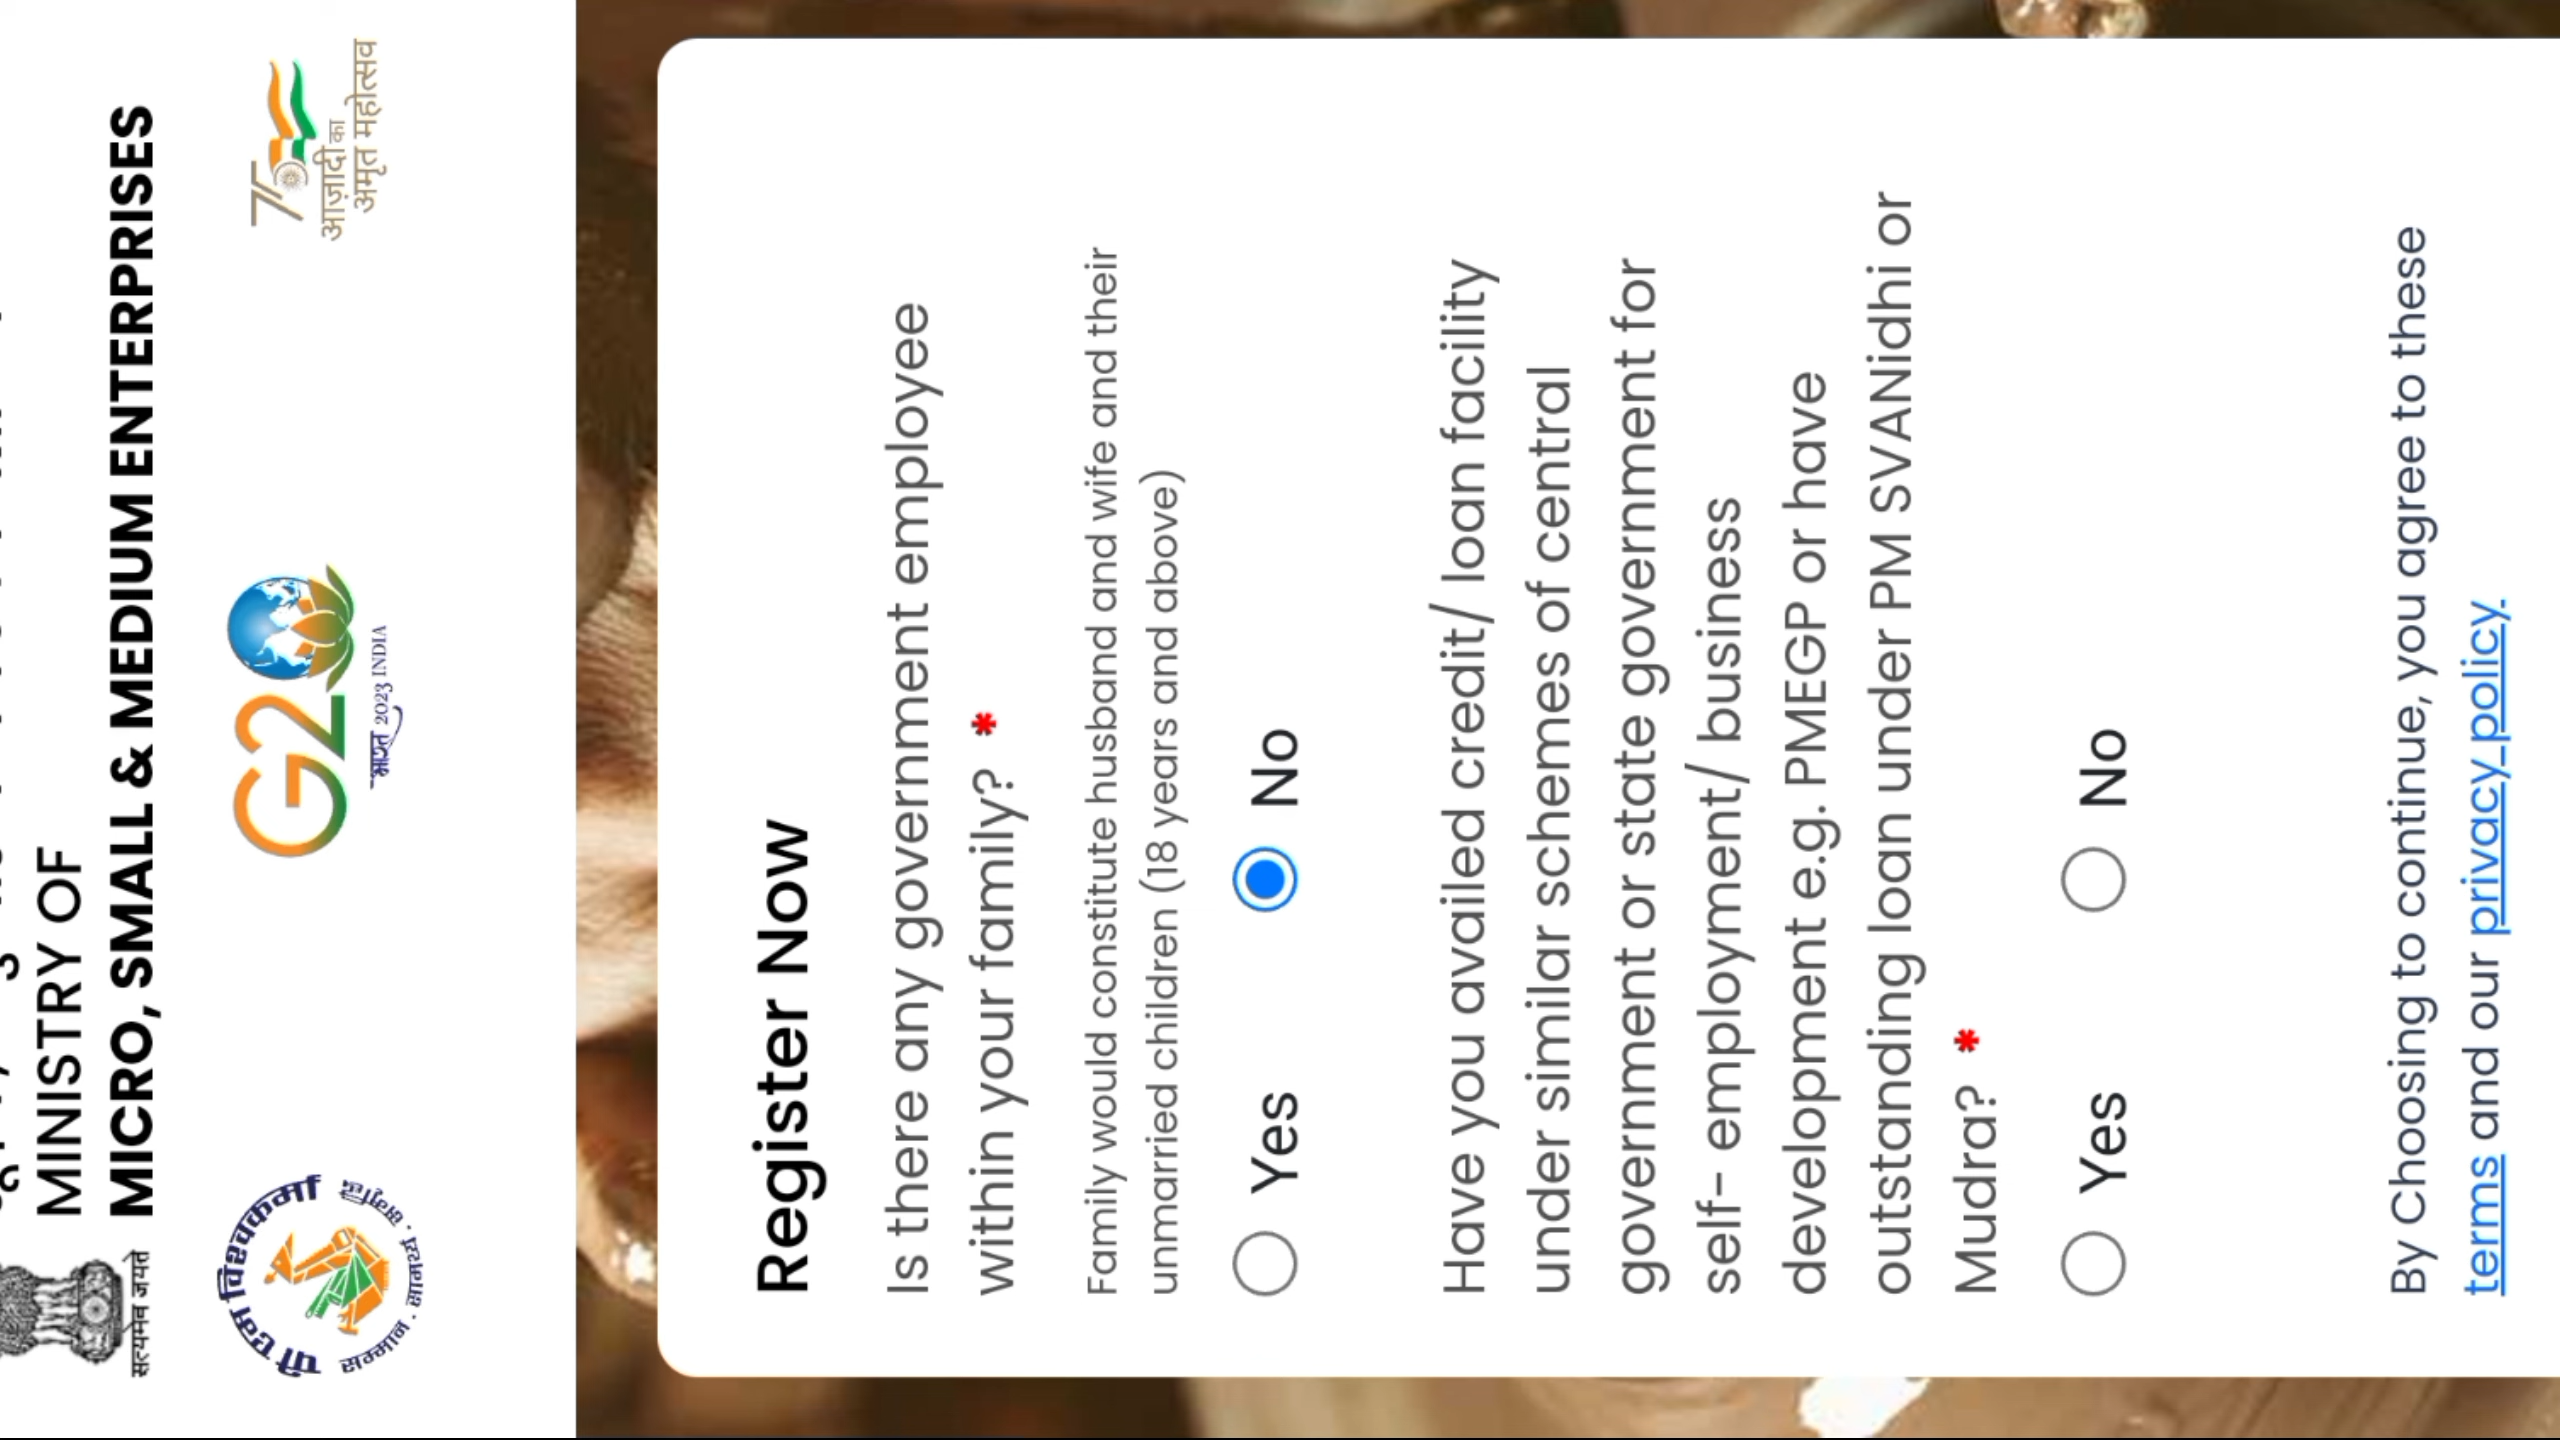 MINISTRY OF
MICRO, SMALL & MEDIUM ENTERPRISES
सत्यमेव जयते
पी एम विश्वकर्मा
सम्मान . सामर्थ्य . समृद्धि
G20
भारत 2023 INDIA
75
आज़ादी का
अमृत महोत्सव
Register Now
Is there any government employee
within your family? *
Family would constitute husband and wife and their
unmarried children (18 years and above)
Yes No
Have you availed credit/ loan facility
under similar schemes of central
government or state government for
self- employment/ business
development e.g. PMEGP or have
outstanding loan under PM SVANidhi or
Mudra? *
Yes No
By Choosing to continue, you agree to these
terms and our privacy policy.